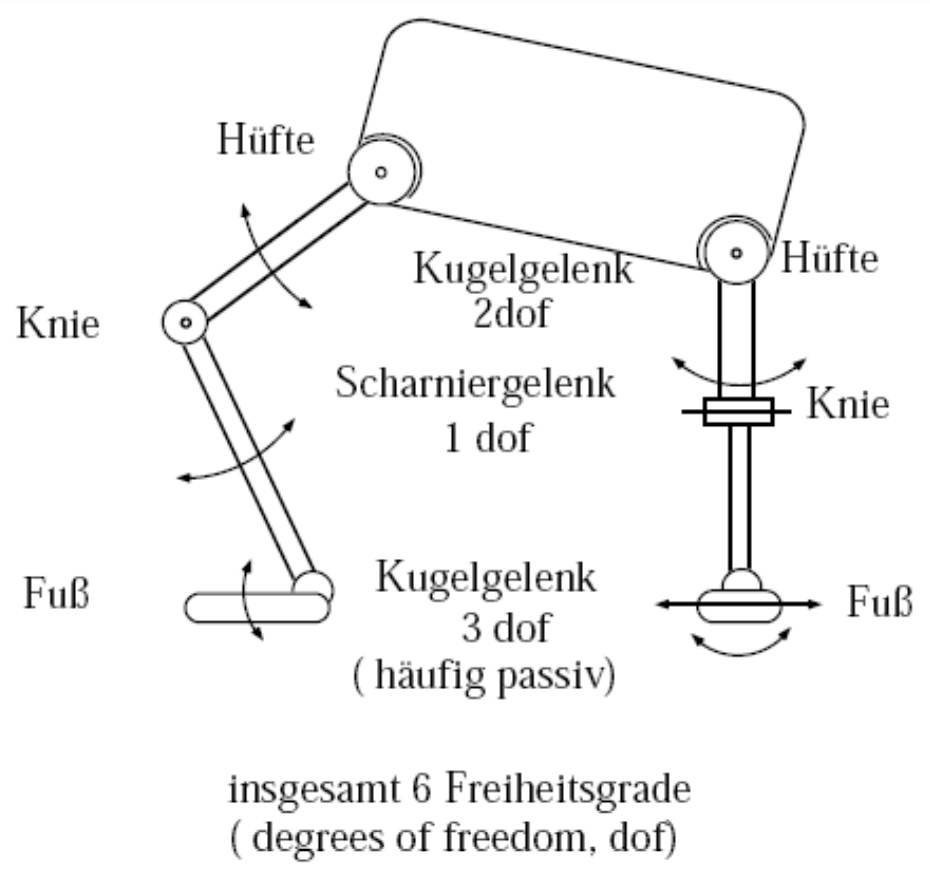 Hüfte
Hüfte
Kugelgelenk
2dof
Knie
Scharniergelenk
1 dof
Knie
Fuß
Kugelgelenk
3 dof
( häufig passiv)
Fuß
insgesamt 6 Freiheitsgrade
( degrees of freedom, dof)